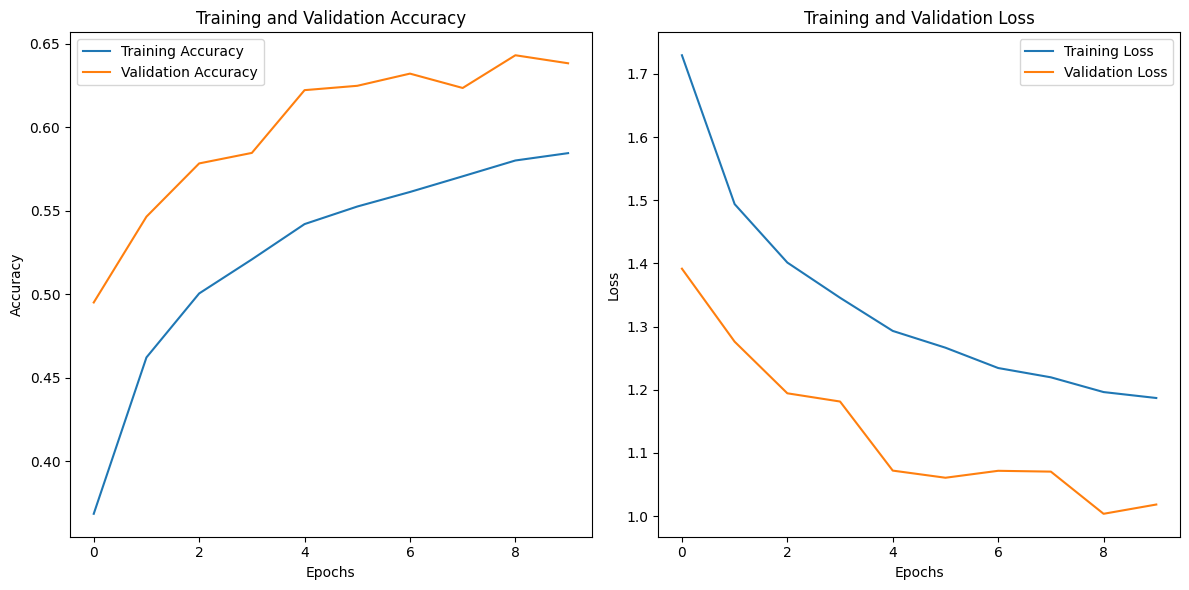 Training and Validation Accuracy
Training Accuracy
Validation Accuracy
0.65
0.60
0.55
0.50
0.45
0.40
Accuracy
0 2 4 6 8
Epochs
Training and Validation Loss
Training Loss
Validation Loss
1.7
1.6
1.5
1.4
1.3
1.2
1.1
1.0
Loss
0 2 4 6 8
Epochs